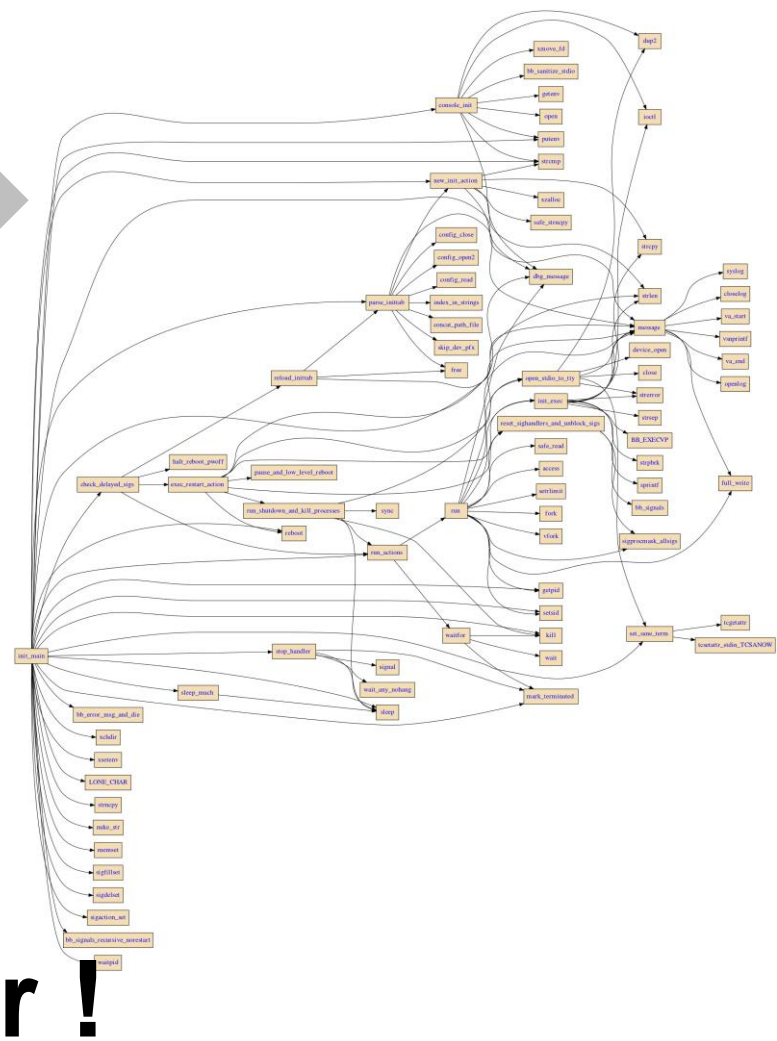 dup2
xmove_fd
bb_sanitize_stdio
console_init
getenv
open
ioctl
putenv
strcmp
new_init_action
xzalloc
safe_strncpy
config_close
strcpy
config_open2
dbg_message
syslog
config_read
closelog
parse_inittab
index_in_strings
strlen
va_start
concat_path_file
message
vsnprintf
skip_dev_pfx
device_open
va_end
free
close
openlog
reload_inittab
open_stdio_to_tty
strerror
init_exec
strsep
reset_sighandlers_and_unblock_sigs
BB_EXECVP
halt_reboot_pwoff
safe_read
strpbrk
pause_and_low_level_reboot
access
check_delayed_sigs
exec_restart_action
sprintf
full_write
setrlimit
bb_signals
run_shutdown_and_kill_processes
sync
run
fork
reboot
vfork
sigprocmask_allsigs
run_actions
getpid
setsid
tcgetattr
waitfor
kill
set_sane_term
tcsetattr_stdin_TCSANOW
init_main
stop_handler
wait
signal
sleep_much
wait_any_nohang
mark_terminated
sleep
bb_error_msg_and_die
xchdir
xsetenv
LONE_CHAR
strncpy
memset
sigfillset
sigdelset
sigaction_set
bb_signals_recursive_norestart
waitpid
r !